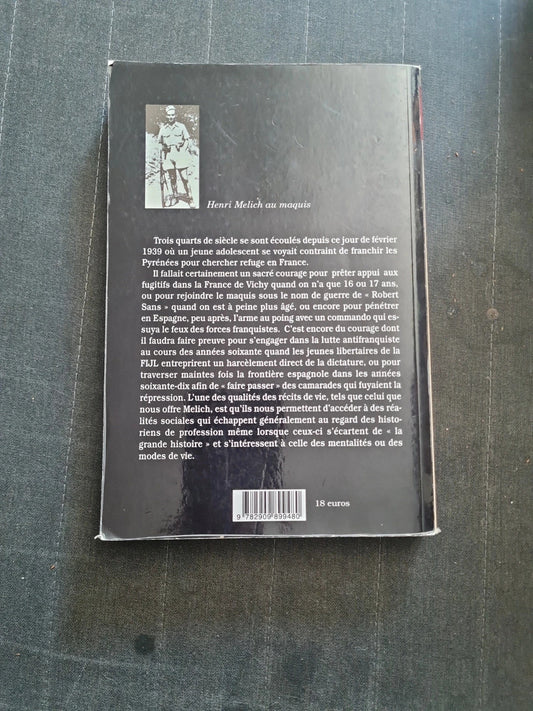 Henri Melich au maquis
Trois quarts de siècle se sont écoulés depuis ce jour de février
1939 où un jeune adolescent se voyait contraint de franchir les
Pyrénées pour chercher refuge en France.
Il fallait certainement un sacré courage pour prêter appui aux
fugitifs dans la France de Vichy quand on n'a que 16 ou 17 ans,
ou pour rejoindre le maquis sous le nom de guerre de « Robert
Sans » quand on est à peine plus âgé, ou encore pour pénétrer
en Espagne, peu après, l'arme au poing avec un commando qui es-
suya le feux des forces franquistes. C'est encore du courage dont
il faudra faire preuve pour s'engager dans la lutte antifranquiste
au cours des années soixante quand les jeunes libertaires de la
FIJL entreprirent un harcèlement direct de la dictature, ou pour
traverser maintes fois la frontière espagnole dans les années
soixante-dix afin de « faire passer » des camarades qui fuyaient la
répression. L'une des qualités des récits de vie, tels que celui que
nous offre Melich, est qu'ils nous permettent d'accéder à des réa-
lités sociales qui échappent généralement au regard des histo-
riens de profession même lorsque ceux-ci s'écartent de « la
grande histoire » et s'intéressent à celle des mentalités ou des
modes de vie.
18 euros
9 782909 899480